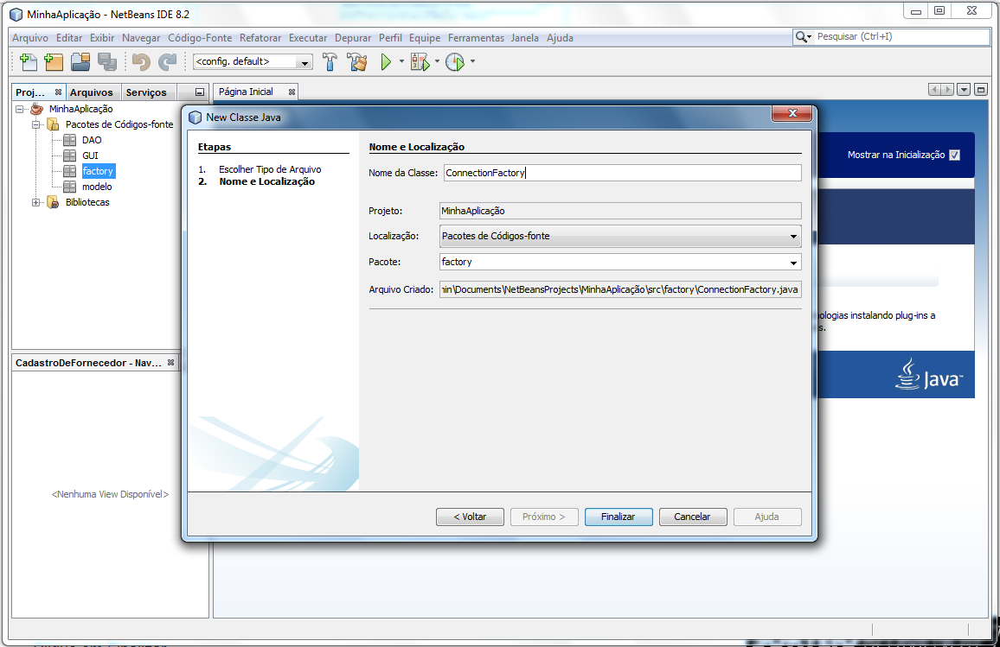 MinhaAplicação - NetBeans IDE 8.2
Arquivo Editar Exibir Navegar Código-Fonte Refatorar Executar Depurar Perfil Equipe Ferramentas Janela Ajuda
Pesquisar (Ctrl+I)
<config. default>
Proj... Arquivos Serviços
Página Inicial
MinhaAplicação
Pacotes de Códigos-fonte
DAO
GUI
factory
modelo
Bibliotecas
CadastroDeFornecedor - Nav...
<Nenhuma View Disponível>
New Classe Java
Etapas
1. Escolher Tipo de Arquivo
2. Nome e Localização
Nome e Localização
Nome da Classe: ConnectionFactory
Projeto: MinhaAplicação
Localização: Pacotes de Códigos-fonte
Pacote: factory
Arquivo Criado: in\Documents\NetBeansProjects\MinhaAplicação\src\factory\ConnectionFactory.java
< Voltar Próximo > Finalizar Cancelar Ajuda
Mostrar na Inicialização
ologias instalando plug-ins a
s.
Java™